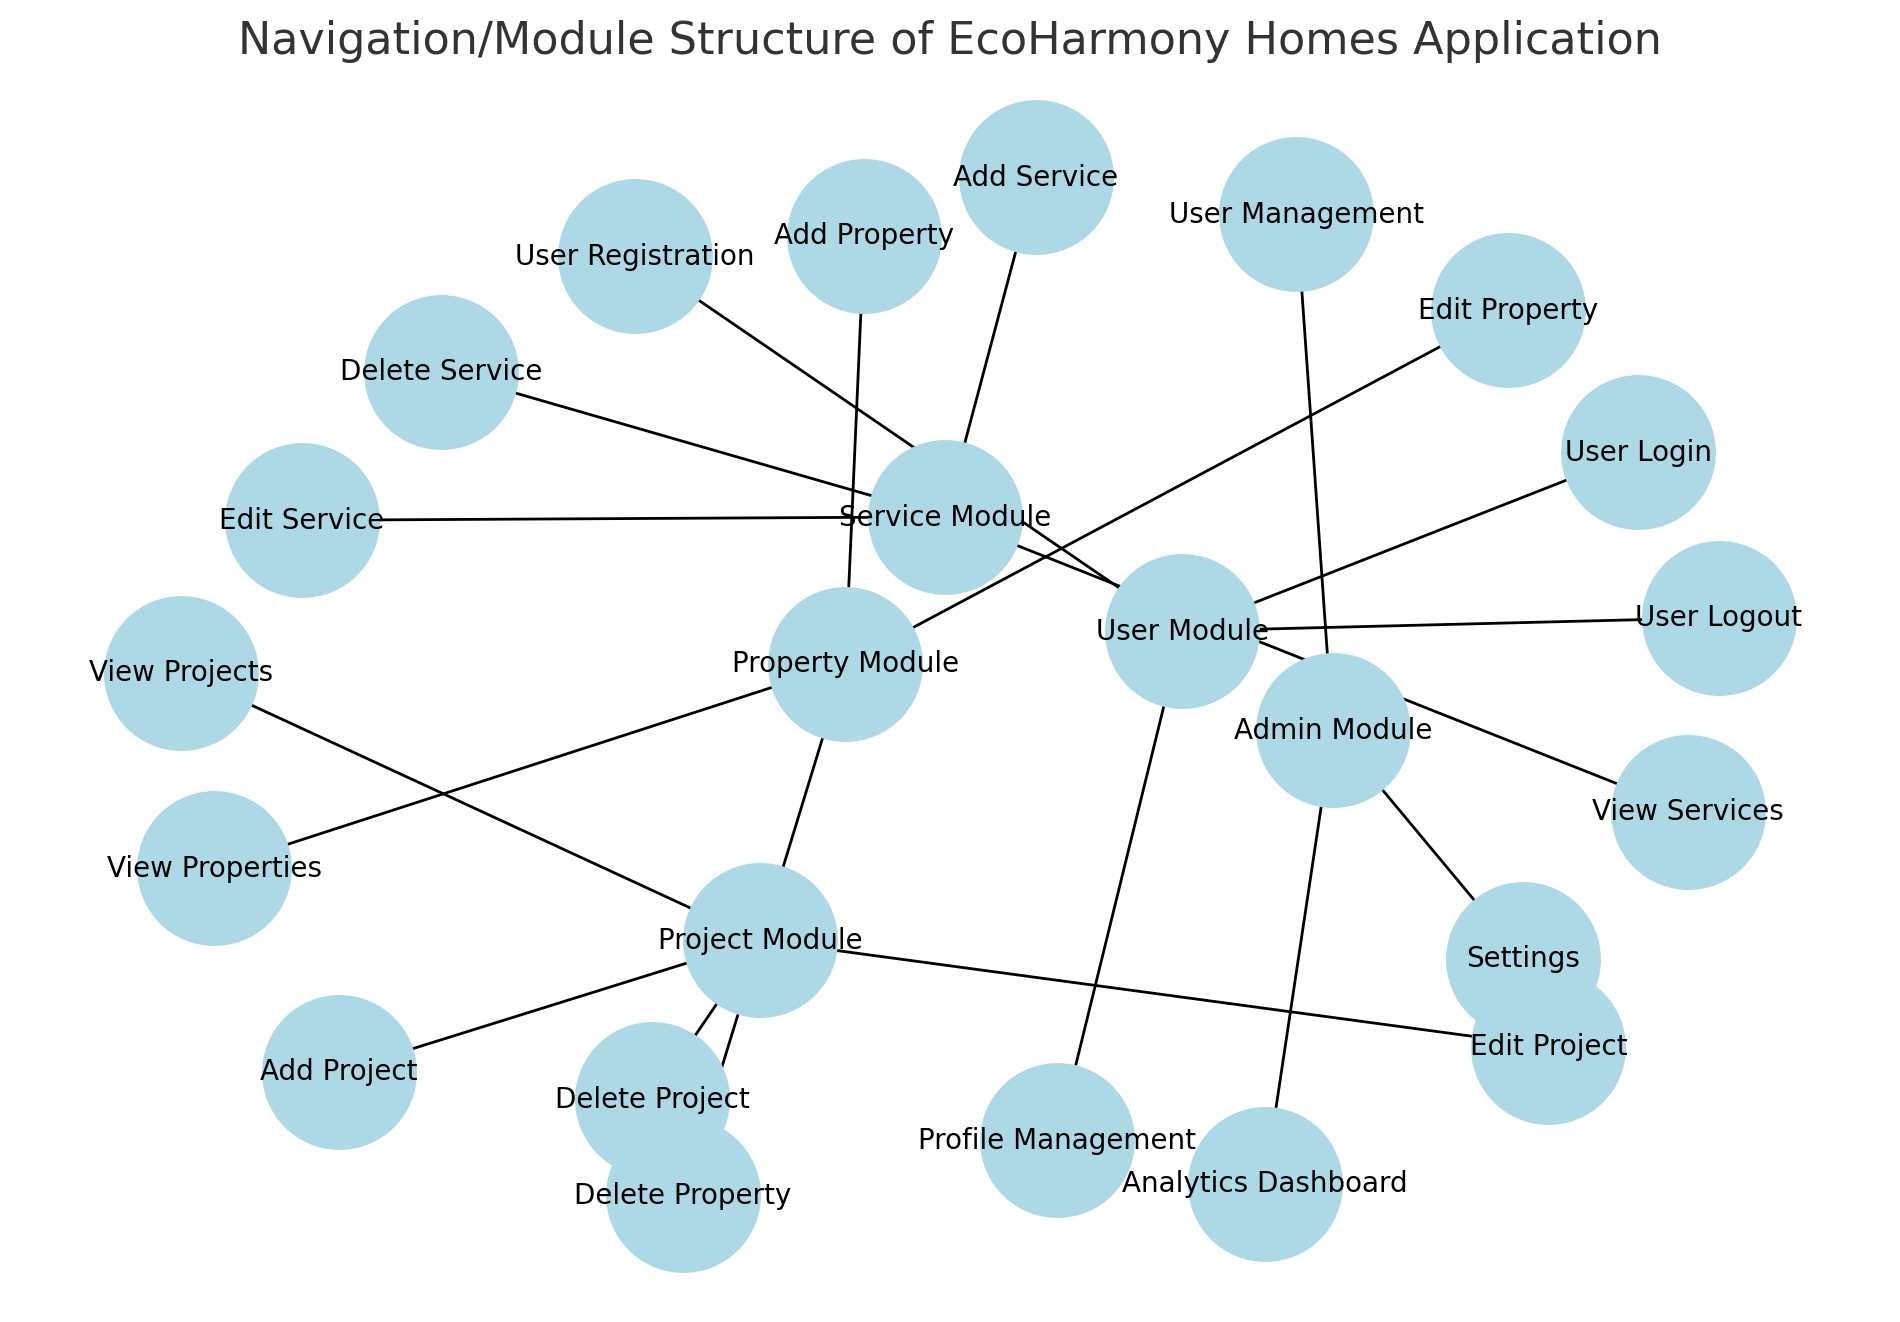 Navigation/Module Structure of EcoHarmony Homes Application
Add Service
User Management
Add Property
User Registration
Edit Property
Delete Service
User Login
Service Module
Edit Service
User Logout
User Module
Property Module
View Projects
Admin Module
View Services
View Properties
Project Module
Settings
Edit Project
Add Project
Delete Project
Profile Management
Analytics Dashboard
Delete Property